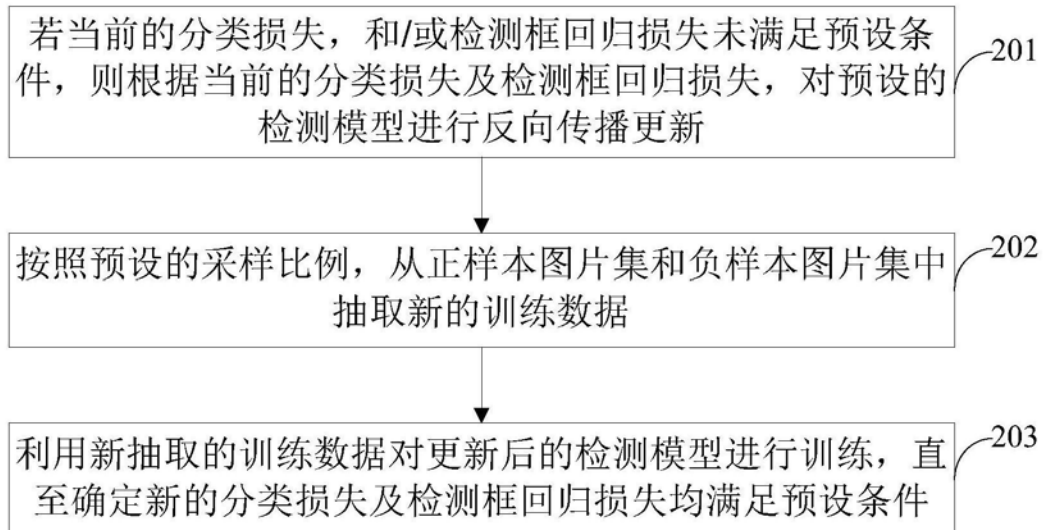 若当前的分类损失，和/或检测框回归损失未满足预设条
件，则根据当前的分类损失及检测框回归损失，对预设的
检测模型进行反向传播更新
201
按照预设的采样比例，从正样本图片集和负样本图片集中
抽取新的训练数据
202
利用新抽取的训练数据对更新后的检测模型进行训练，直
至确定新的分类损失及检测框回归损失均满足预设条件
203